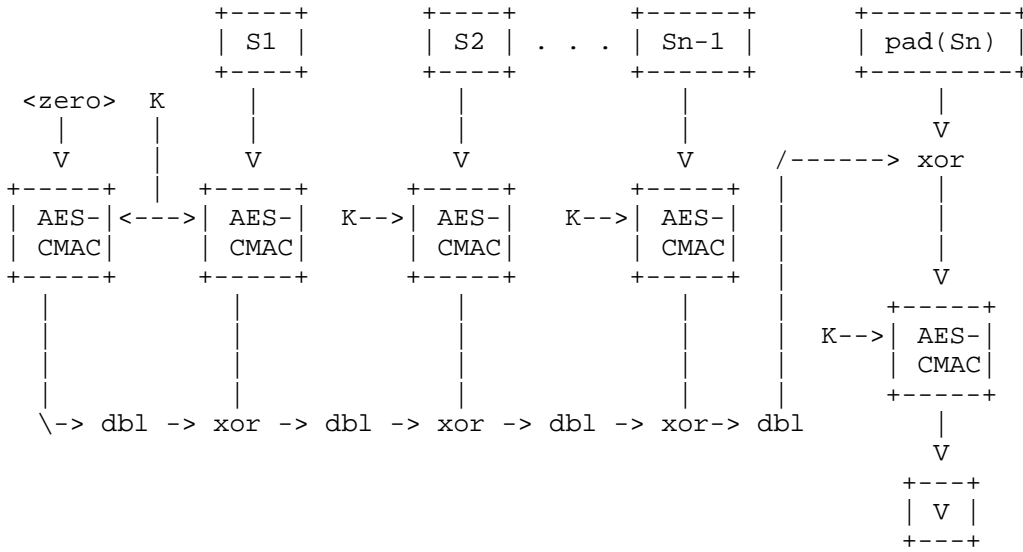 +----+ +----+ +------+ +---------+
| S1 | | S2 | . . . | Sn-1 | | pad(Sn) |
+----+ +----+ +------+ +---------+
<zero> K | | | |
| | | | | V
V | V V V /------> xor
+-----+ | +-----+ +-----+ +-----+ | |
| AES-|<--->| AES-| K-->| AES-| K-->| AES-| | |
| CMAC| | CMAC| | CMAC| | CMAC| | |
+-----+ +-----+ +-----+ +-----+ | V
| | | | | +-----+
| | | | | K-->| AES-|
| | | | | | CMAC|
| | | | | +-----+
\-> dbl -> xor -> dbl -> xor -> dbl -> xor-> dbl |
V
+---+
| V |
+---+